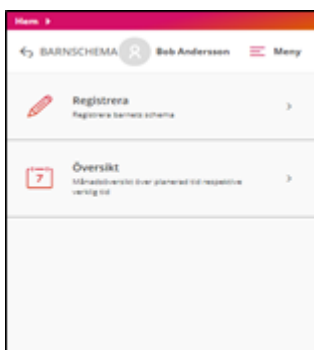 Hem
BARNSCHEMA Bob Andersson Meny
Registrera
Registrera barnets schema
7 Översikt
Månadsöversikt över planerad tid respektive
verklig tid